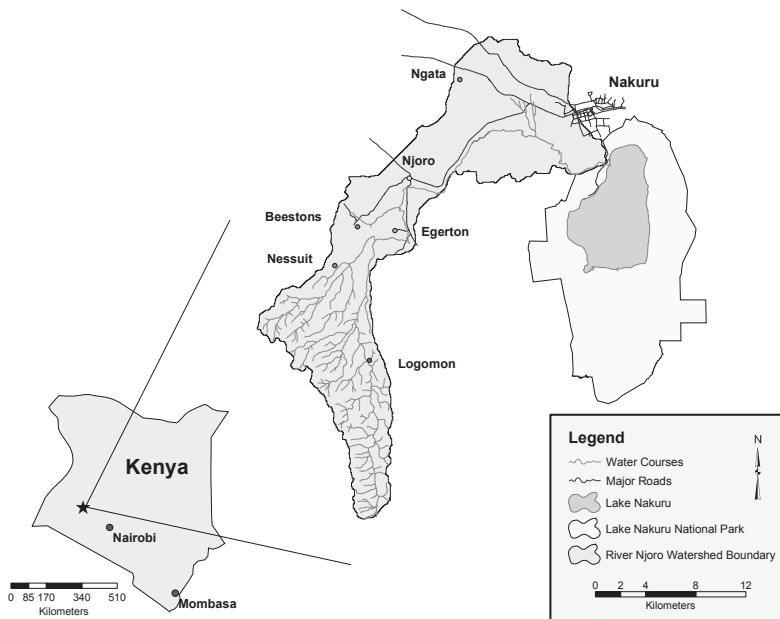 Ngata
Nakuru
Njoro
Beestons
Egerton
Nessuit
Logomon
Kenya
Nairobi
Mombasa
0 85 170 340 510
Kilometers
Legend
N
Water Courses
Major Roads
Lake Nakuru
Lake Nakuru National Park
River Njoro Watershed Boundary
0 2 4 8 12
Kilometers